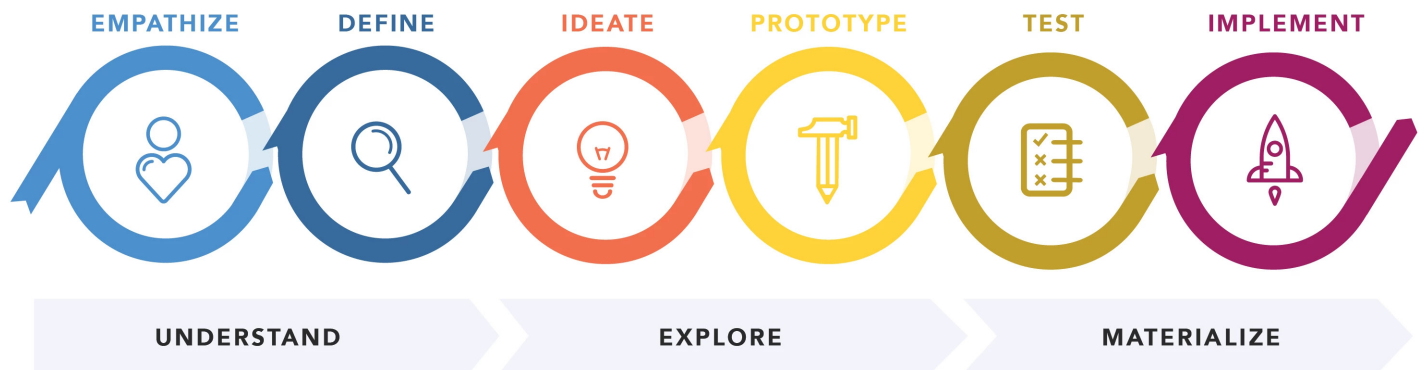 EMPATHIZE
DEFINE
IDEATE
PROTOTYPE
TEST
IMPLEMENT
UNDERSTAND
EXPLORE
MATERIALIZE